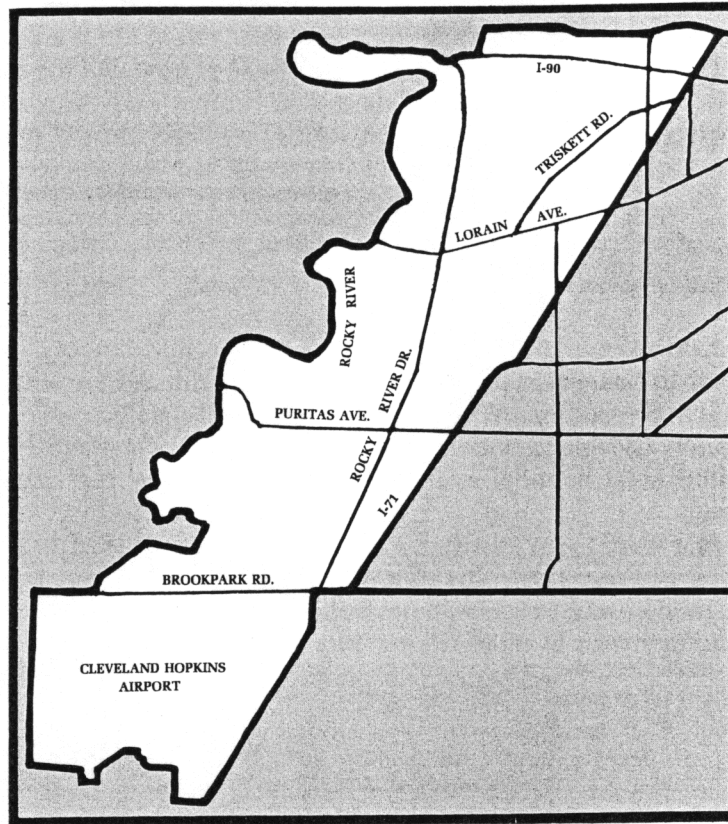 I-90
TRISKETT RD.
LORAIN AVE.
ROCKY RIVER
ROCKY RIVER DR.
PURITAS AVE.
I-71
BROOKPARK RD.
CLEVELAND HOPKINS
AIRPORT